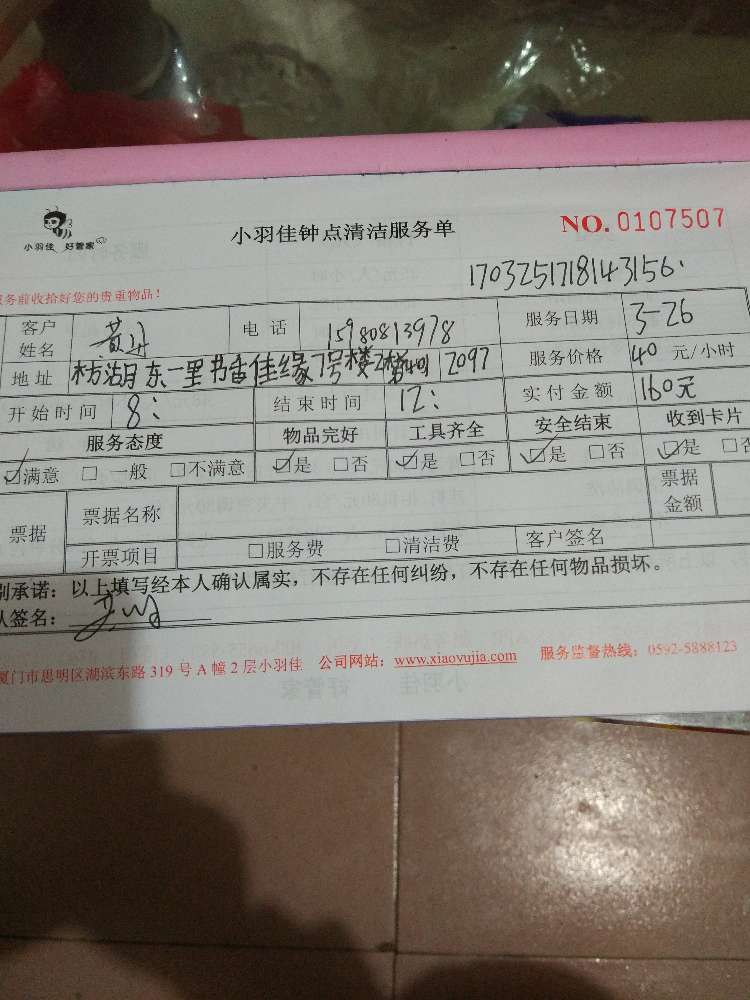 小羽佳 好管家
小羽佳钟点清洁服务单
NO. 0107507
1703251718143156
务前收拾好您的贵重物品！
客户姓名 黄 电话 15980813978 服务日期 3-26
地址 枋湖东一里书香佳缘7号楼2梯 2097 服务价格 40 元/小时
开始时间 8: 结束时间 12: 实付金额 160元
服务态度 物品完好 工具齐全 安全结束 收到卡片
☑满意 □一般 □不满意 ☑是 □否 ☑是 □否 ☑是 □否 ☑是 □否
票据 票据名称 票据金额
开票项目 □服务费 □清洁费 客户签名
承诺：以上填写经本人确认属实，不存在任何纠纷，不存在任何物品损坏。
签名：
厦门市思明区湖滨东路 319 号 A 幢 2 层小羽佳 公司网站：www.xiaoyujia.com 服务监督热线：0592-5888123